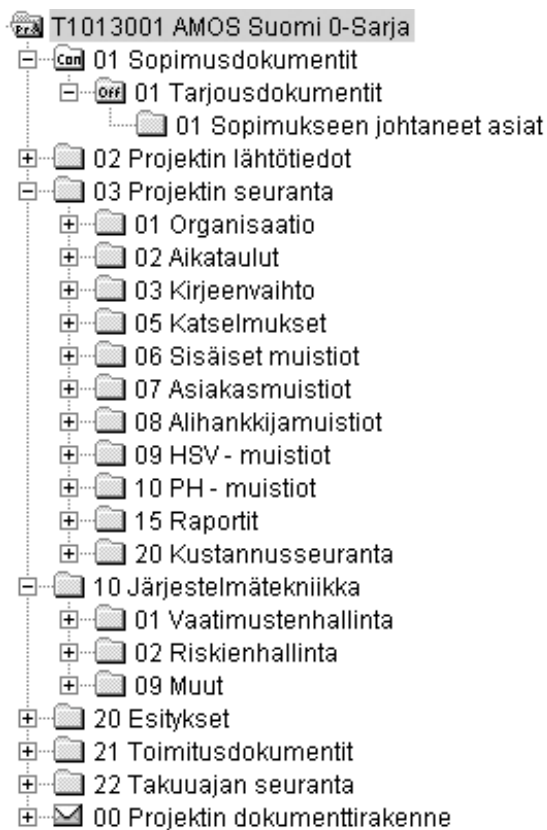 T1013001 AMOS Suomi 0-Sarja
01 Sopimusdokumentit
01 Tarjousdokumentit
01 Sopimukseen johtaneet asiat
02 Projektin lähtötiedot
03 Projektin seuranta
01 Organisaatio
02 Aikataulut
03 Kirjeenvaihto
05 Katselmukset
06 Sisäiset muistiot
07 Asiakasmuistiot
08 Alihankkijamuistiot
09 HSV - muistiot
10 PH - muistiot
15 Raportit
20 Kustannusseuranta
10 Järjestelmätekniikka
01 Vaatimustenhallinta
02 Riskienhallinta
09 Muut
20 Esitykset
21 Toimitusdokumentit
22 Takuuajan seuranta
00 Projektin dokumenttirakenne